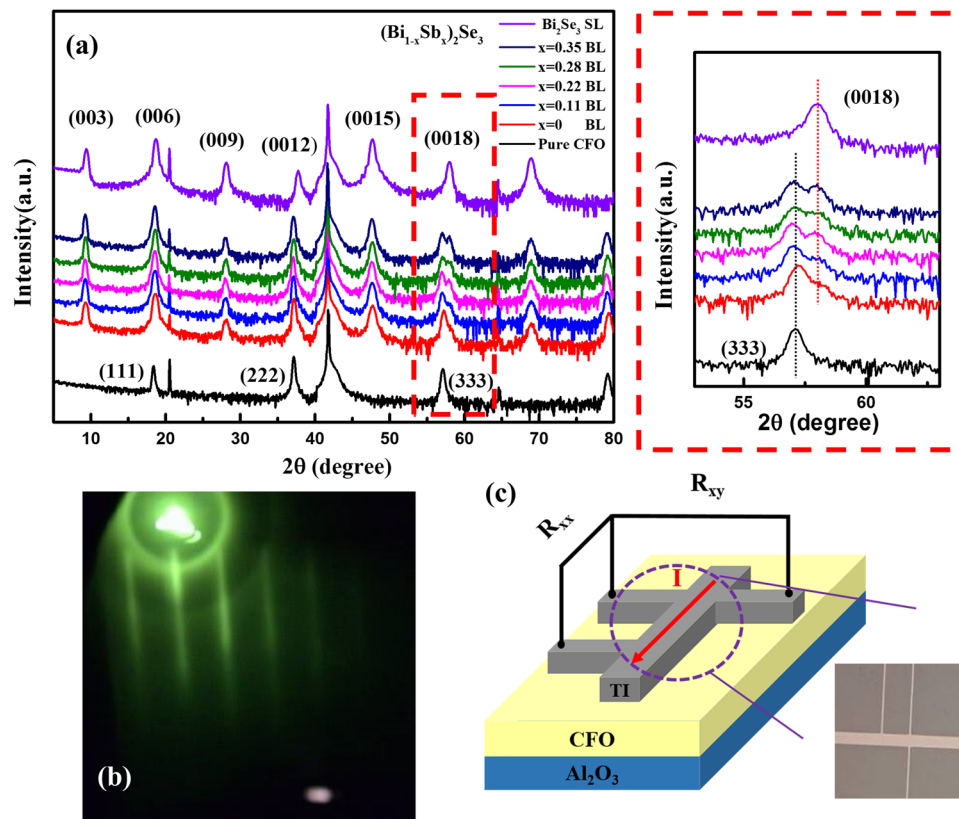 (a)
(Bi1-xSbx)2Se3
Bi2Se3 SL
x=0.35 BL
x=0.28 BL
x=0.22 BL
x=0.11 BL
x=0 BL
Pure CFO
(003)
(006)
(009)
(0012)
(0015)
(0018)
(111)
(222)
(333)
Intensity(a.u.)
5 10 20 30 40 50 60 70 80
2θ (degree)
(0018)
(333)
Intensity(a.u.)
55 60
2θ (degree)
(b)
(c)
Rxy
Rxx
I
TI
CFO
Al2O3